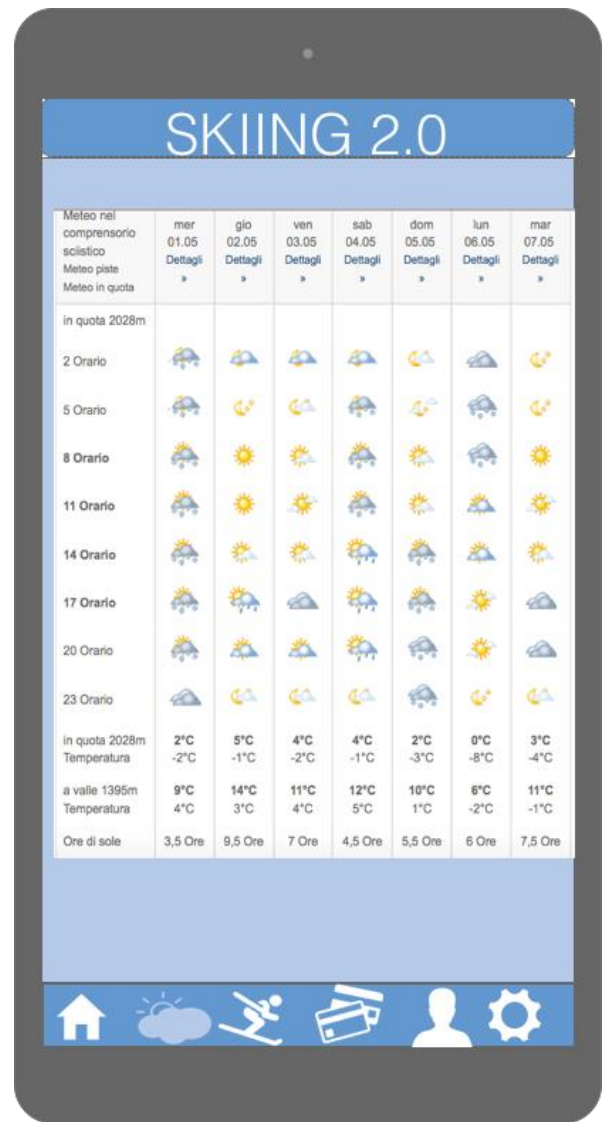 SKIING 2.0
Meteo nel comprensorio sciistico Meteo piste Meteo in quota
mer 01.05 Dettagli »
gio 02.05 Dettagli »
ven 03.05 Dettagli »
sab 04.05 Dettagli »
dom 05.05 Dettagli »
lun 06.05 Dettagli »
mar 07.05 Dettagli »
in quota 2028m
2 Orario
5 Orario
8 Orario
11 Orario
14 Orario
17 Orario
20 Orario
23 Orario
in quota 2028m 2°C 5°C 4°C 4°C 2°C 0°C 3°C
Temperatura -2°C -1°C -2°C -1°C -3°C -8°C -4°C
a valle 1395m 9°C 14°C 11°C 12°C 10°C 6°C 11°C
Temperatura 4°C 3°C 4°C 5°C 1°C -2°C -1°C
Ore di sole 3,5 Ore 9,5 Ore 7 Ore 4,5 Ore 5,5 Ore 6 Ore 7,5 Ore